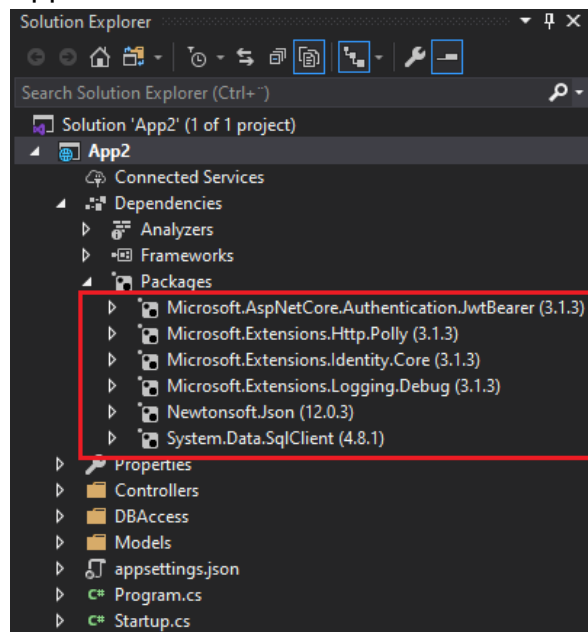 Solution Explorer
Search Solution Explorer (Ctrl+¨)
Solution 'App2' (1 of 1 project)
App2
Connected Services
Dependencies
Analyzers
Frameworks
Packages
Microsoft.AspNetCore.Authentication.JwtBearer (3.1.3)
Microsoft.Extensions.Http.Polly (3.1.3)
Microsoft.Extensions.Identity.Core (3.1.3)
Microsoft.Extensions.Logging.Debug (3.1.3)
Newtonsoft.Json (12.0.3)
System.Data.SqlClient (4.8.1)
Properties
Controllers
DBAccess
Models
appsettings.json
C# Program.cs
C# Startup.cs